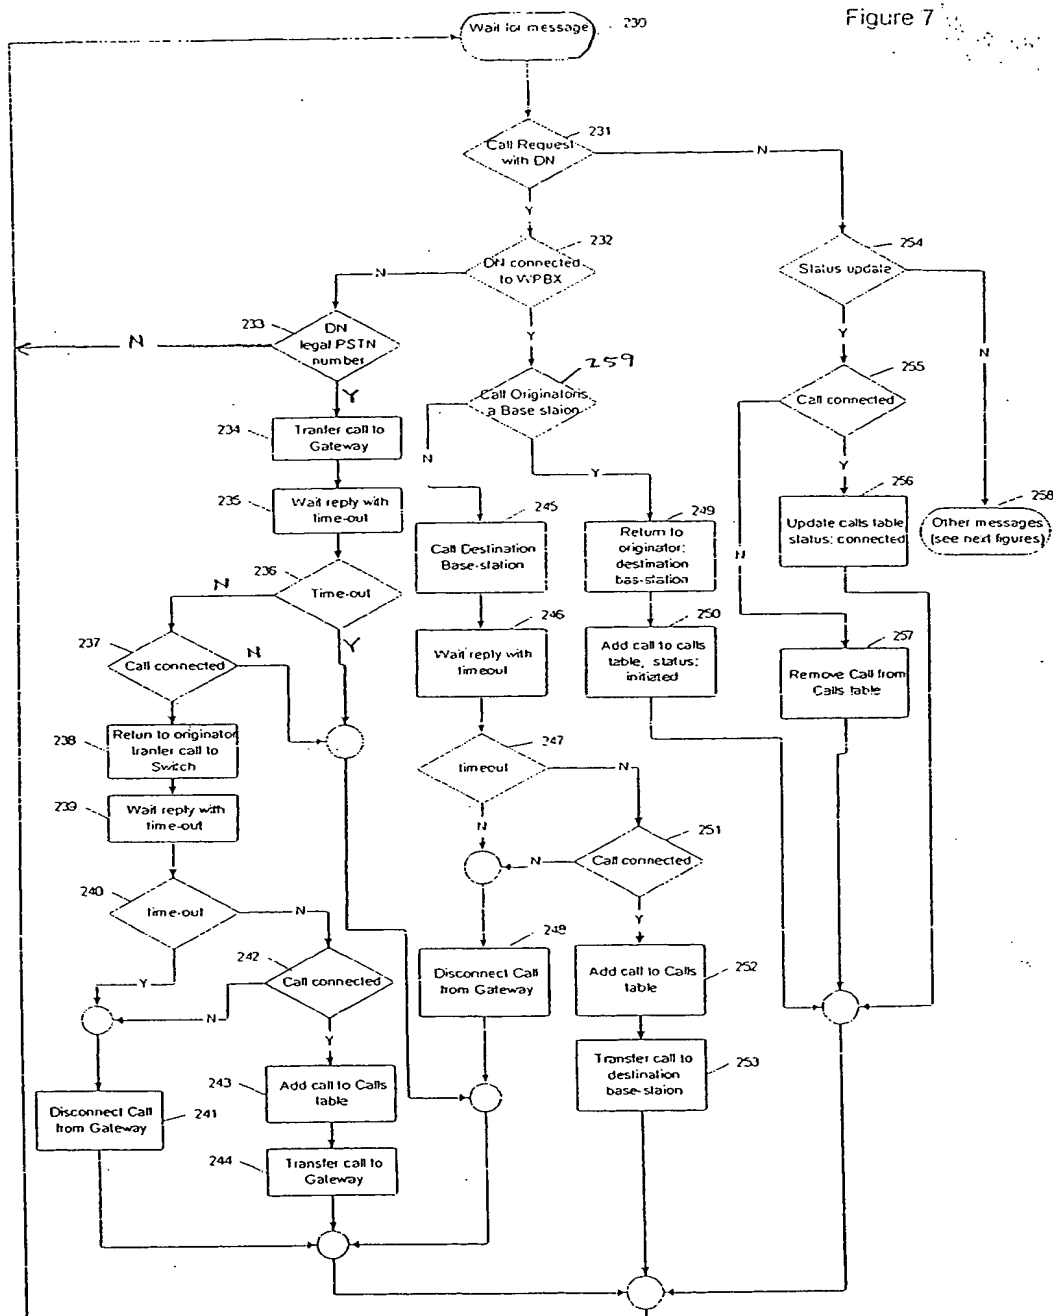 Figure 7
Wait for message
230
231
Call Request
with DN
N
Y
232
DN connected
to WPBX
N
Y
254
Status update
Y
N
233
DN
legal PSTN
number
N
Y
259
Call Originatoris
a Base staion
N
Y
255
Call connected
N
Y
234
Tranfer call to
Gateway
235
Wait reply with
time-out
236
Time-out
N
Y
245
Call Destination
Base-station
249
Return to
originator:
destination
bas-station
256
Update calls table
status: connected
258
Other messages
(see next figures)
237
Call connected
N
246
Wait reply with
timeout
250
Add call to calls
table, status:
initiated
257
Remove Call from
Calls table
238
Return to originator
tranfer call to
Switch
239
Wait reply with
time-out
247
timeout
N
N
240
time-out
N
Y
251
Call connected
N
Y
242
Call connected
N
Y
248
Disconnect Call
from Gateway
252
Add call to Calls
table
243
Add call to Calls
table
253
Transfer call to
destination
base-staion
241
Disconnect Call
from Gateway
244
Transfer call to
Gateway